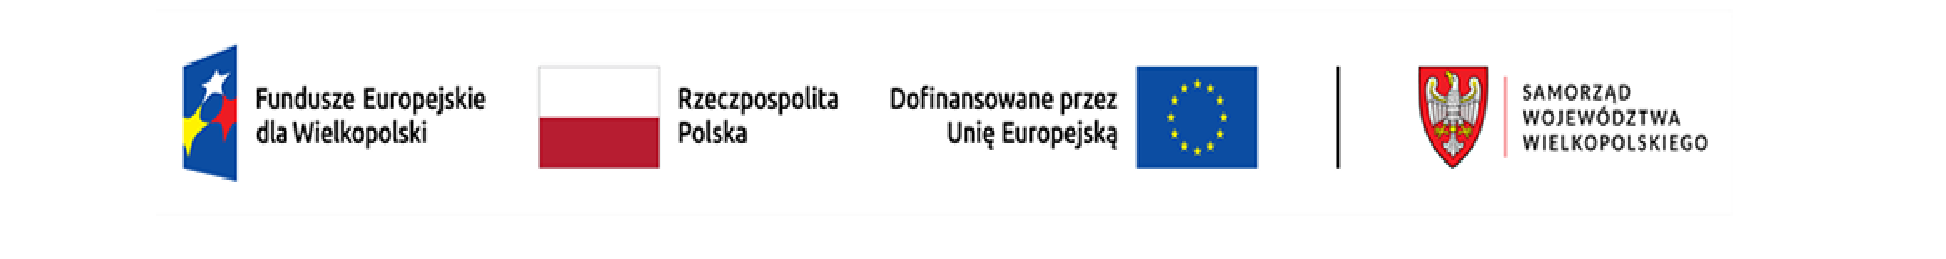 Fundusze Europejskie
dla Wielkopolski
Rzeczpospolita
Polska
Dofinansowane przez
Unię Europejską
SAMORZĄD
WOJEWÓDZTWA
WIELKOPOLSKIEGO